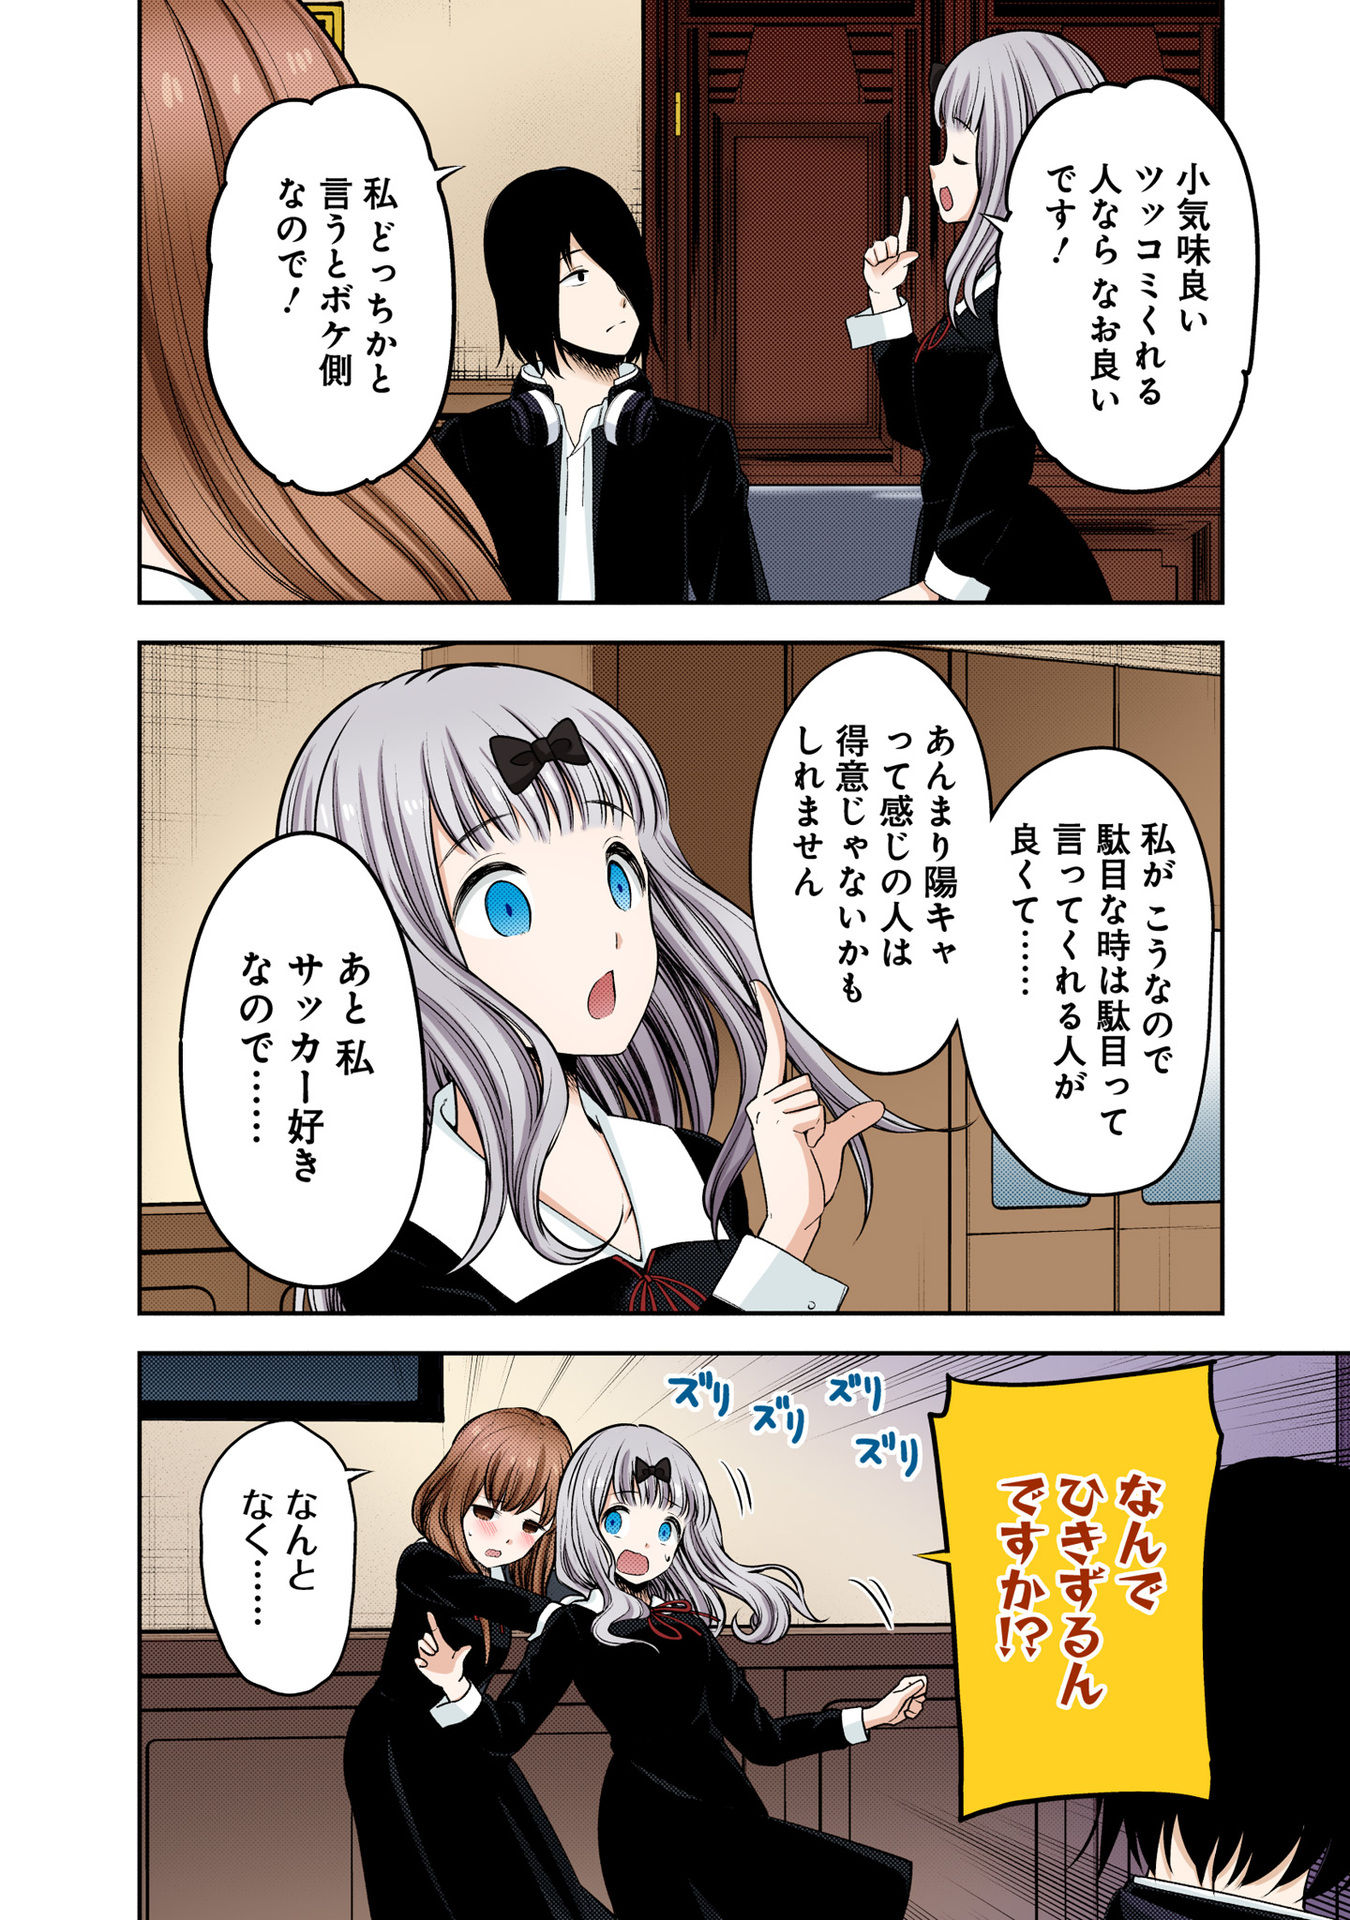 小気味良い
ツッコミくれる
人なら なお良い
です!
私 どっちかと
言うとボケ側
なので!
私が こうなので
駄目な時は駄目って
言ってくれる人が
良くて……
あんまり陽キャ
って感じの人は
得意じゃないかも
しれません
あと 私
サッカー好き
なので……
なんで
ひきずるん
ですか!?
ズリ
ズリ
ズリ
ズリ
なんと
なく……